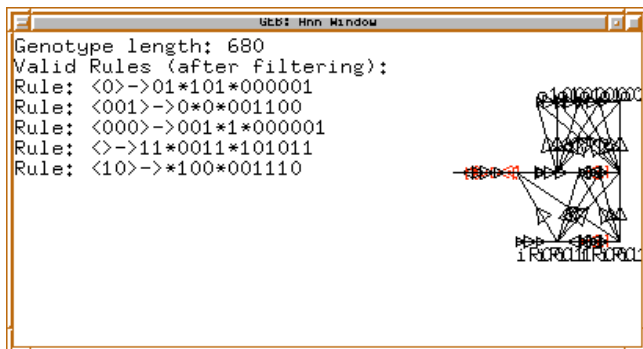 GEB: Ann Window
Genotype length: 680
Valid Rules (after filtering):
Rule: <0>->01*101*000001
Rule: <001>->0*0*001100
Rule: <000>->001*1*000001
Rule: <>->11*0011*101011
Rule: <10>->*100*001110